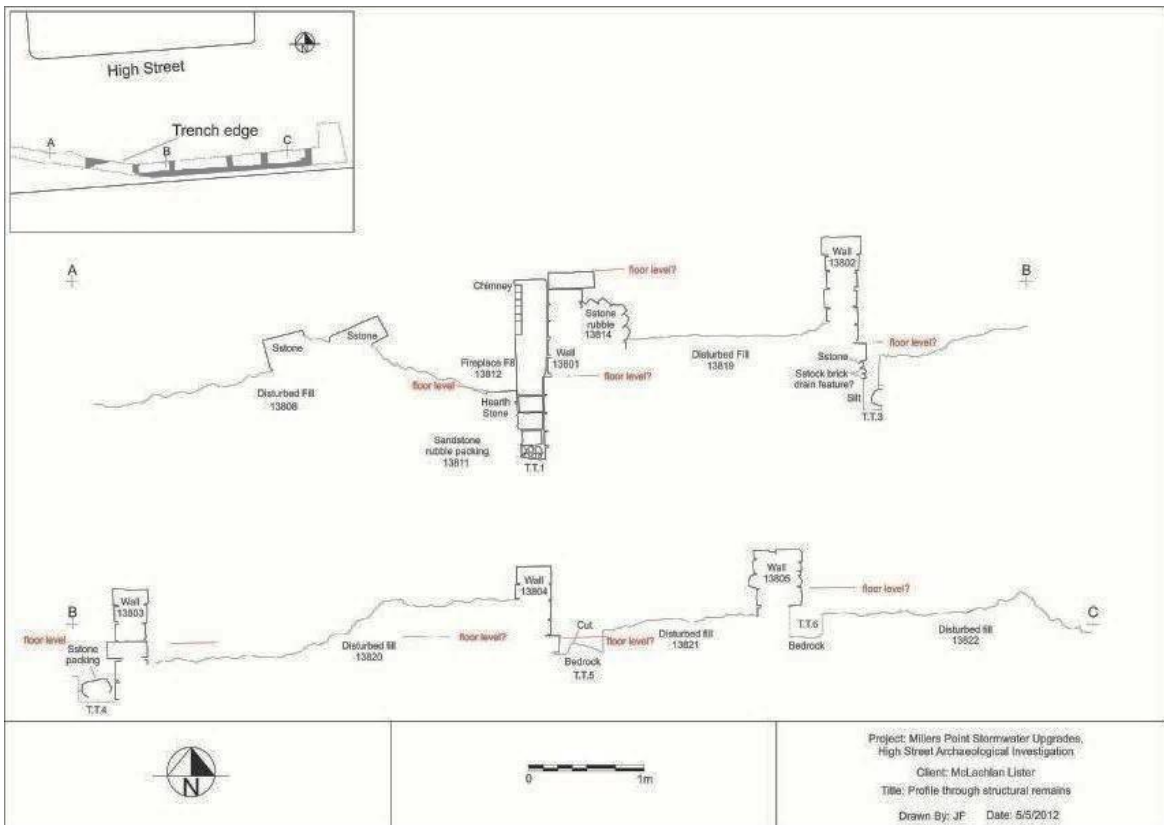 High Street
N
Trench edge
A
B
C
A
B
Chimney
floor level?
Wall
13802
Sstone
rubble
13814
Sstone
Sstone
Fireplace F8
13812
Wall
13801
floor level?
Disturbed Fill
13819
floor level?
Sstone
Sstock brick
drain feature?
Silt
T.T.3
Disturbed Fill
13808
floor level
Hearth
Stone
Sandstone
rubble packing
13811
T.T.1
B
Wall
13803
floor level
Sstone
packing
T.T.4
Disturbed fill
13820
floor level?
Wall
13804
Cut
floor level?
Bedrock
T.T.5
Disturbed fill
13821
Wall
13805
floor level?
T.T.6
Bedrock
Disturbed fill
13822
C
N
0 1m
Project: Millers Point Stormwater Upgrades,
High Street Archaeological Investigation
Client: McLachlan Lister
Title: Profile through structural remains
Drawn By: JF Date: 5/5/2012